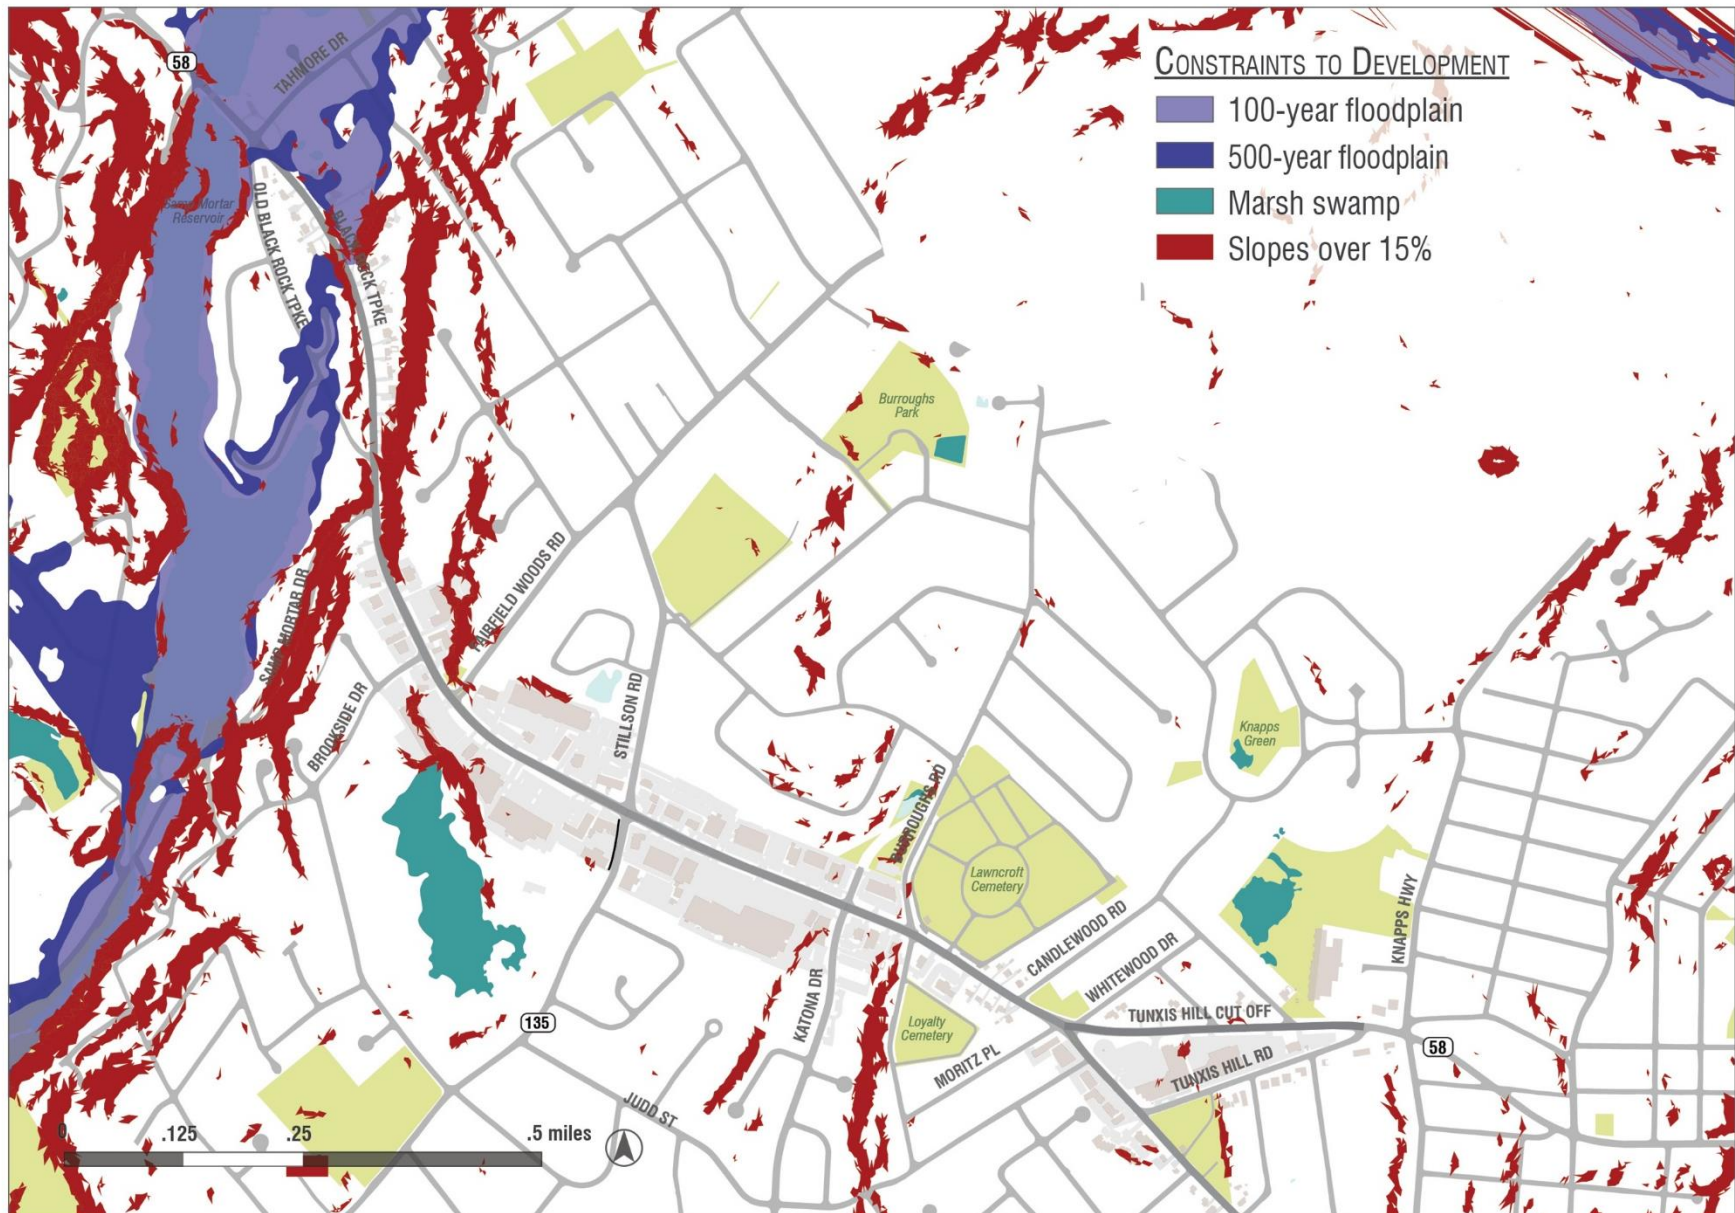 CONSTRAINTS TO DEVELOPMENT
100-year floodplain
500-year floodplain
Marsh swamp
Slopes over 15%
58
TAHMORE DR
Samp Mortar
Reservoir
OLD BLACK ROCK TPKE
BLACK ROCK TPKE
Burroughs
Park
FAIRFIELD WOODS RD
SAMP MORTAR DR
BROOKSIDE DR
STILLSON RD
Knapps
Green
BURROUGHS RD
Lawncroft
Cemetery
CANDLEWOOD RD
WHITEWOOD DR
KNAPPS HWY
KATONA DR
TUNXIS HILL CUT OFF
135
Loyalty
Cemetery
MORITZ PL
TUNXIS HILL RD
58
JUDD ST
0 .125 .25 .5 miles